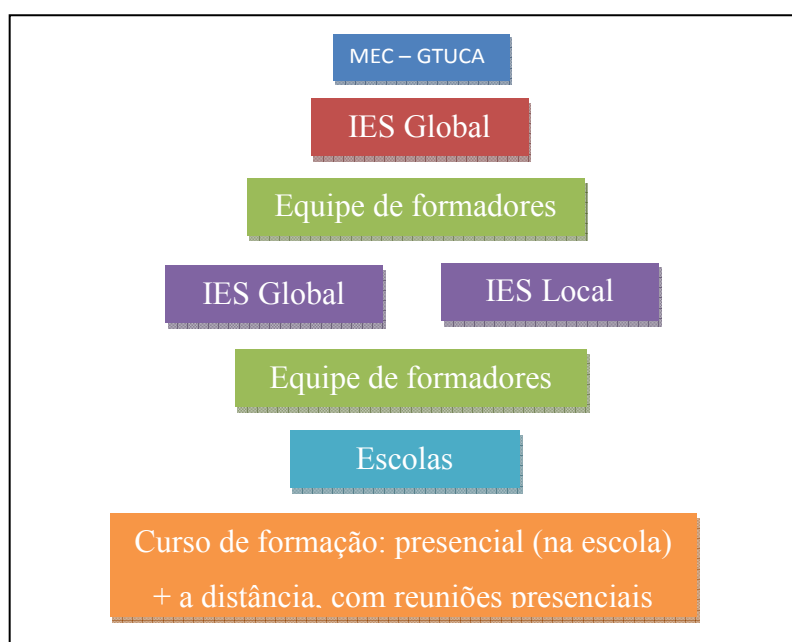 MEC – GTUCA
IES Global
Equipe de formadores
IES Global
IES Local
Equipe de formadores
Escolas
Curso de formação: presencial (na escola)
+ a distância, com reuniões presenciais